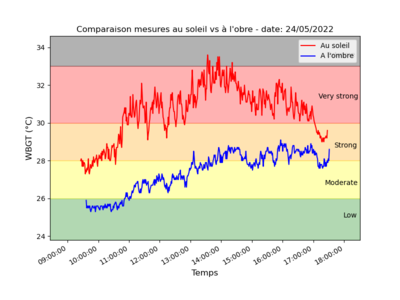 Comparaison mesures au soleil vs à l'obre - date: 24/05/2022
Au soleil
A l'ombre
34
32
30
28
26
24
WBGT (°C)
Very strong
Strong
Moderate
Low
09:00:00
10:00:00
11:00:00
12:00:00
13:00:00
14:00:00
15:00:00
16:00:00
17:00:00
18:00:00
Temps